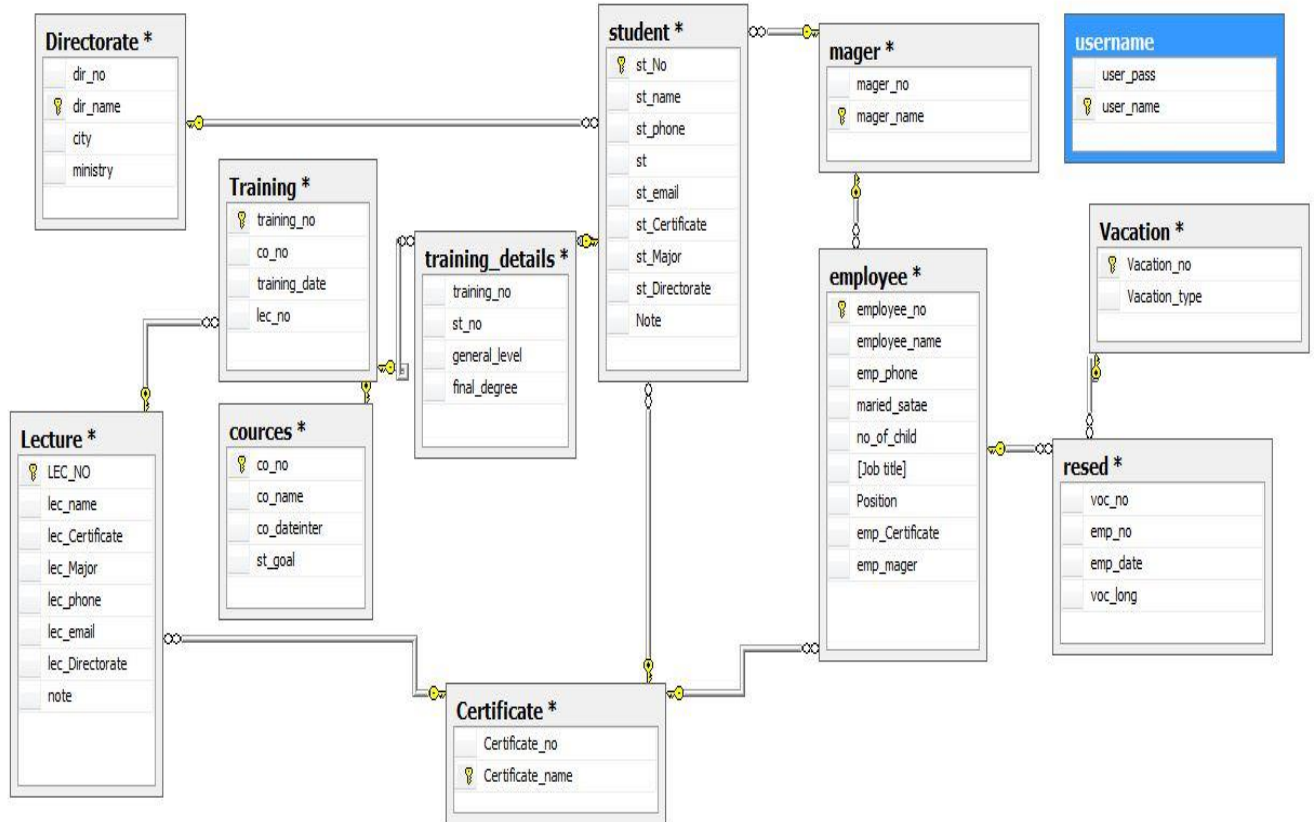 Directorate *
dir_no
dir_name
city
ministry
student *
st_No
st_name
st_phone
st
st_email
st_Certificate
st_Major
st_Directorate
Note
mager *
mager_no
mager_name
username
user_pass
user_name
Training *
training_no
co_no
training_date
lec_no
training_details *
training_no
st_no
general_level
final_degree
Vacation *
Vacation_no
Vacation_type
employee *
employee_no
employee_name
emp_phone
maried_satae
no_of_child
[Job title]
Position
emp_Certificate
emp_mager
Lecture *
LEC_NO
lec_name
lec_Certificate
lec_Major
lec_phone
lec_email
lec_Directorate
note
cources *
co_no
co_name
co_dateinter
st_goal
resed *
voc_no
emp_no
emp_date
voc_long
Certificate *
Certificate_no
Certificate_name